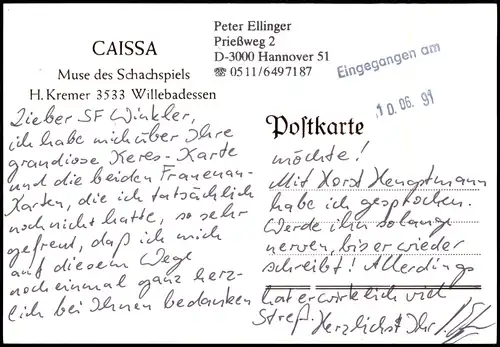 CAISSA
Muse des Schachspiels
H. Kremer 3533 Willebadessen
Peter Ellinger
Prießweg 2
D-3000 Hannover 51
☎ 0511/6497187
Eingegangen am
10.06.91
Postkarte
Lieber SF Winkler,
ich habe mich über Ihre
grandiose Keres-Karte
und die beiden Frauenau-
Karten, die ich tatsächlich
noch nicht hatte, so sehr
gefreut, daß ich mich
auf diesem Wege
noch einmal ganz herz-
lich bei Ihnen bedanken
möchte!
Mit Horst Hengstmann
habe ich gesprochen.
Werde ihn solange
nerven, bis er wieder
schreibt! Allerdings
hat er wirklich viel
Streß. Herzlichst Ihr